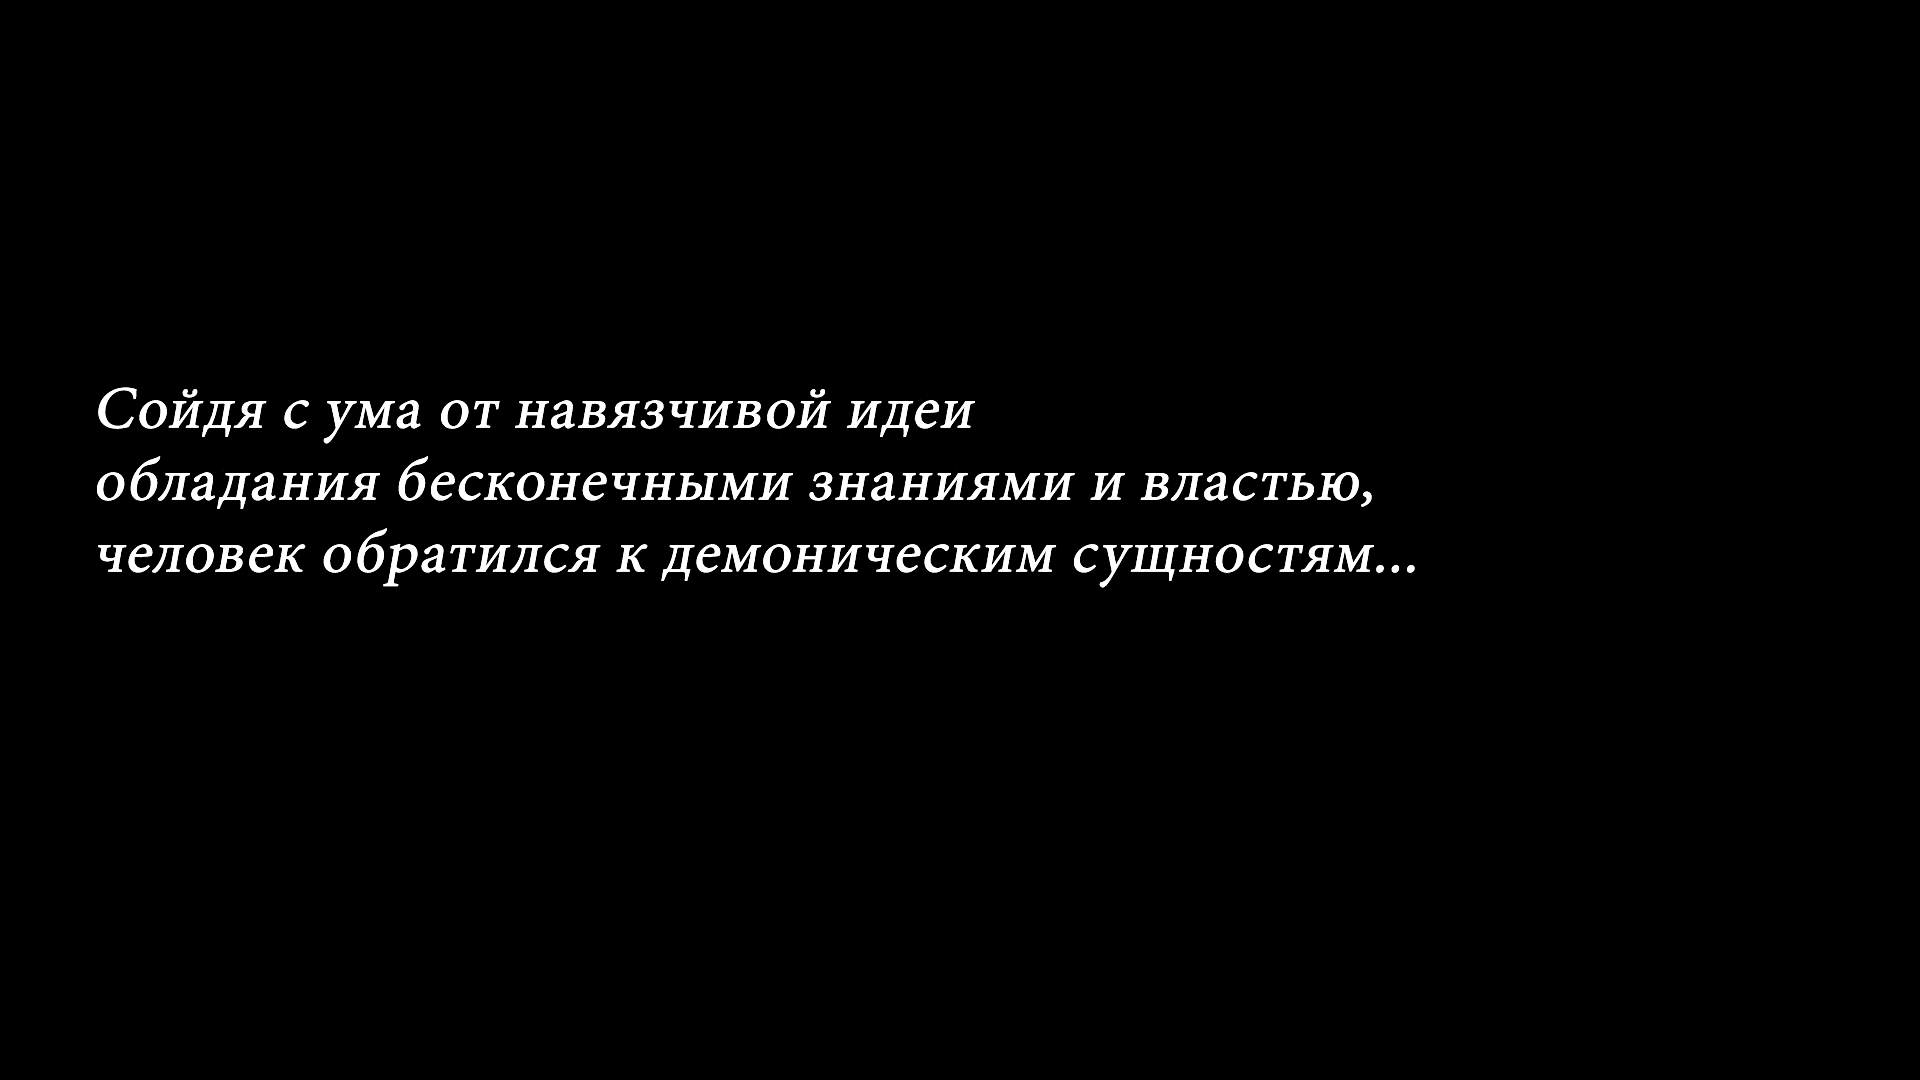 Сойдя с ума от навязчивой идеи
обладания бесконечными знаниями и властью,
человек обратился к демоническим сущностям...